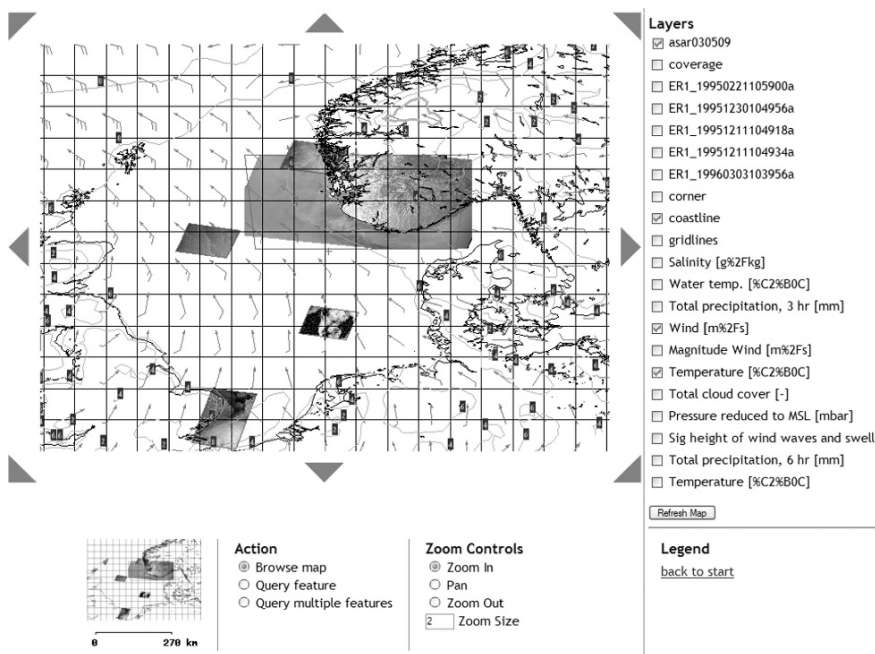 Layers
asar030509
coverage
ER1_19950221105900a
ER1_19951230104956a
ER1_19951211104918a
ER1_19951211104934a
ER1_19960303103956a
corner
coastline
gridlines
Salinity [g%2Fkg]
Water temp. [%C2%B0C]
Total precipitation, 3 hr [mm]
Wind [m%2Fs]
Magnitude Wind [m%2Fs]
Temperature [%C2%B0C]
Total cloud cover [-]
Pressure reduced to MSL [mbar]
Sig height of wind waves and swell
Total precipitation, 6 hr [mm]
Temperature [%C2%B0C]
Refresh Map
Legend
back to start
Action
Browse map
Query feature
Query multiple features
Zoom Controls
Zoom In
Pan
Zoom Out
2 Zoom Size
0 270 km